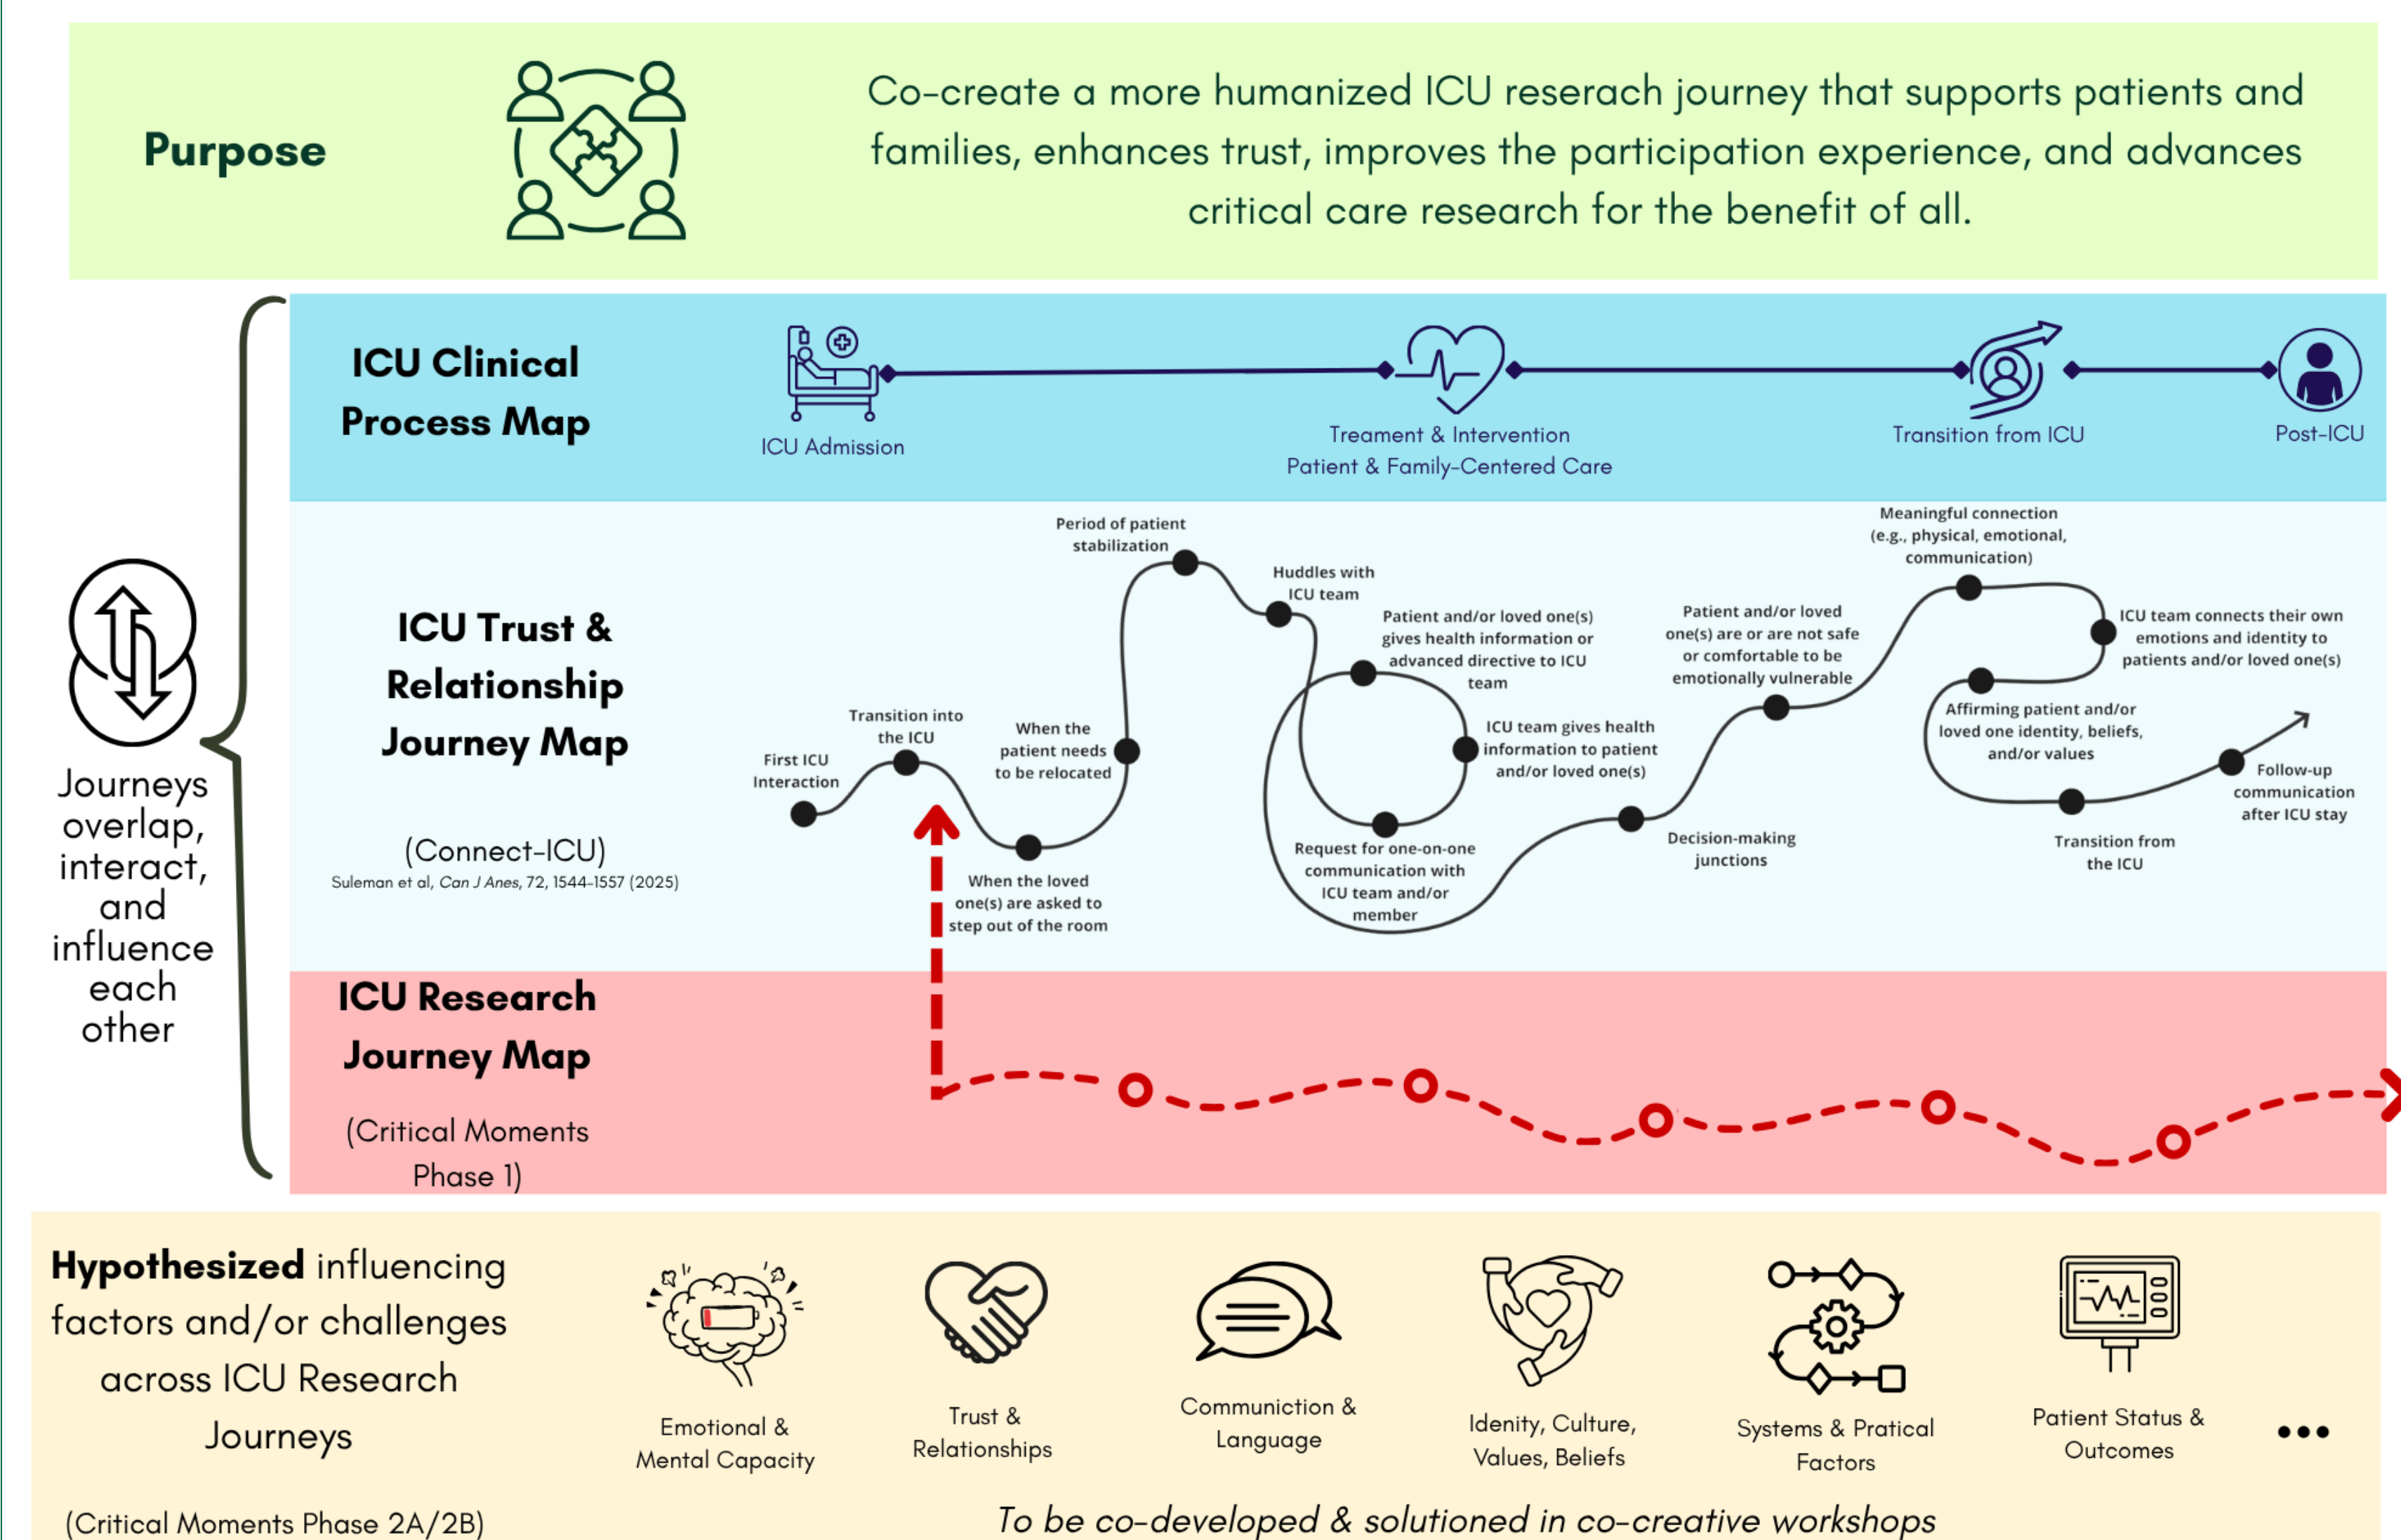 Purpose
Co-create a more humanized ICU reserach journey that supports patients and
families, enhances trust, improves the participation experience, and advances
critical care research for the benefit of all.
Journeys
overlap,
interact,
and
influence
each
other
ICU Clinical
Process Map
ICU Admission
Treament & Intervention
Patient & Family-Centered Care
Transition from ICU
Post-ICU
ICU Trust &
Relationship
Journey Map
(Connect-ICU)
Suleman et al, Can J Anes, 72, 1544-1557 (2025)
First ICU
Interaction
Transition into
the ICU
When the loved
one(s) are asked to
step out of the room
When the
patient needs
to be relocated
Period of patient
stabilization
Huddles with
ICU team
Patient and/or loved one(s)
gives health information or
advanced directive to ICU
team
ICU team gives health
information to patient
and/or loved one(s)
Request for one-on-one
communication with
ICU team and/or
member
Decision-making
junctions
Patient and/or loved
one(s) are or are not safe
or comfortable to be
emotionally vulnerable
Meaningful connection
(e.g., physical, emotional,
communication)
ICU team connects their own
emotions and identity to
patients and/or loved one(s)
Affirming patient and/or
loved one identity, beliefs,
and/or values
Transition from
the ICU
Follow-up
communication
after ICU stay
ICU Research
Journey Map
(Critical Moments
Phase 1)
Hypothesized influencing
factors and/or challenges
across ICU Research
Journeys
(Critical Moments Phase 2A/2B)
Emotional &
Mental Capacity
Trust &
Relationships
Communiction &
Language
Idenity, Culture,
Values, Beliefs
Systems & Pratical
Factors
Patient Status &
Outcomes
•••
To be co-developed & solutioned in co-creative workshops